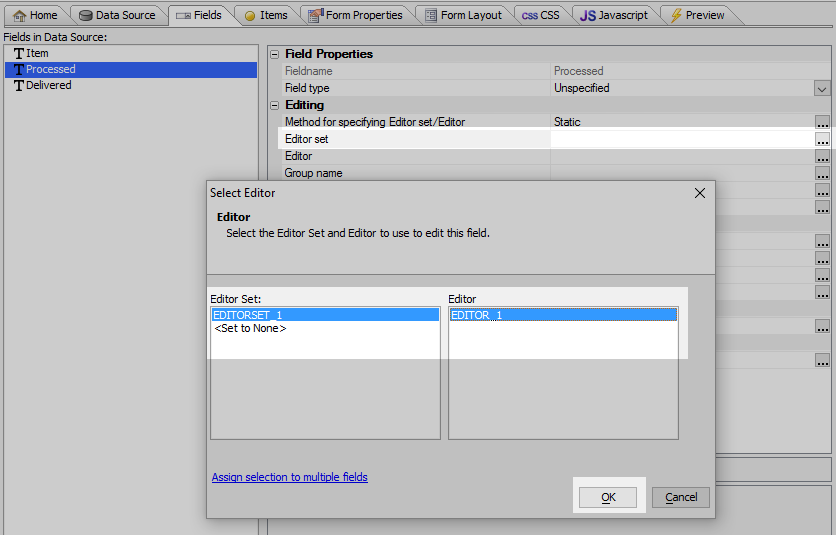 Home Data Source Fields Items Form Properties Form Layout CSS CSS JS Javascript Preview
Fields in Data Source:
T Item
T Processed
T Delivered
Field Properties
Fieldname Processed
Field type Unspecified
Editing
Method for specifying Editor set/Editor Static ...
Editor set ...
Editor ...
Group name ...
Select Editor
Editor
Select the Editor Set and Editor to use to edit this field.
Editor Set: Editor
EDITORSET_1 EDITOR_1
<Set to None>
Assign selection to multiple fields
OK Cancel